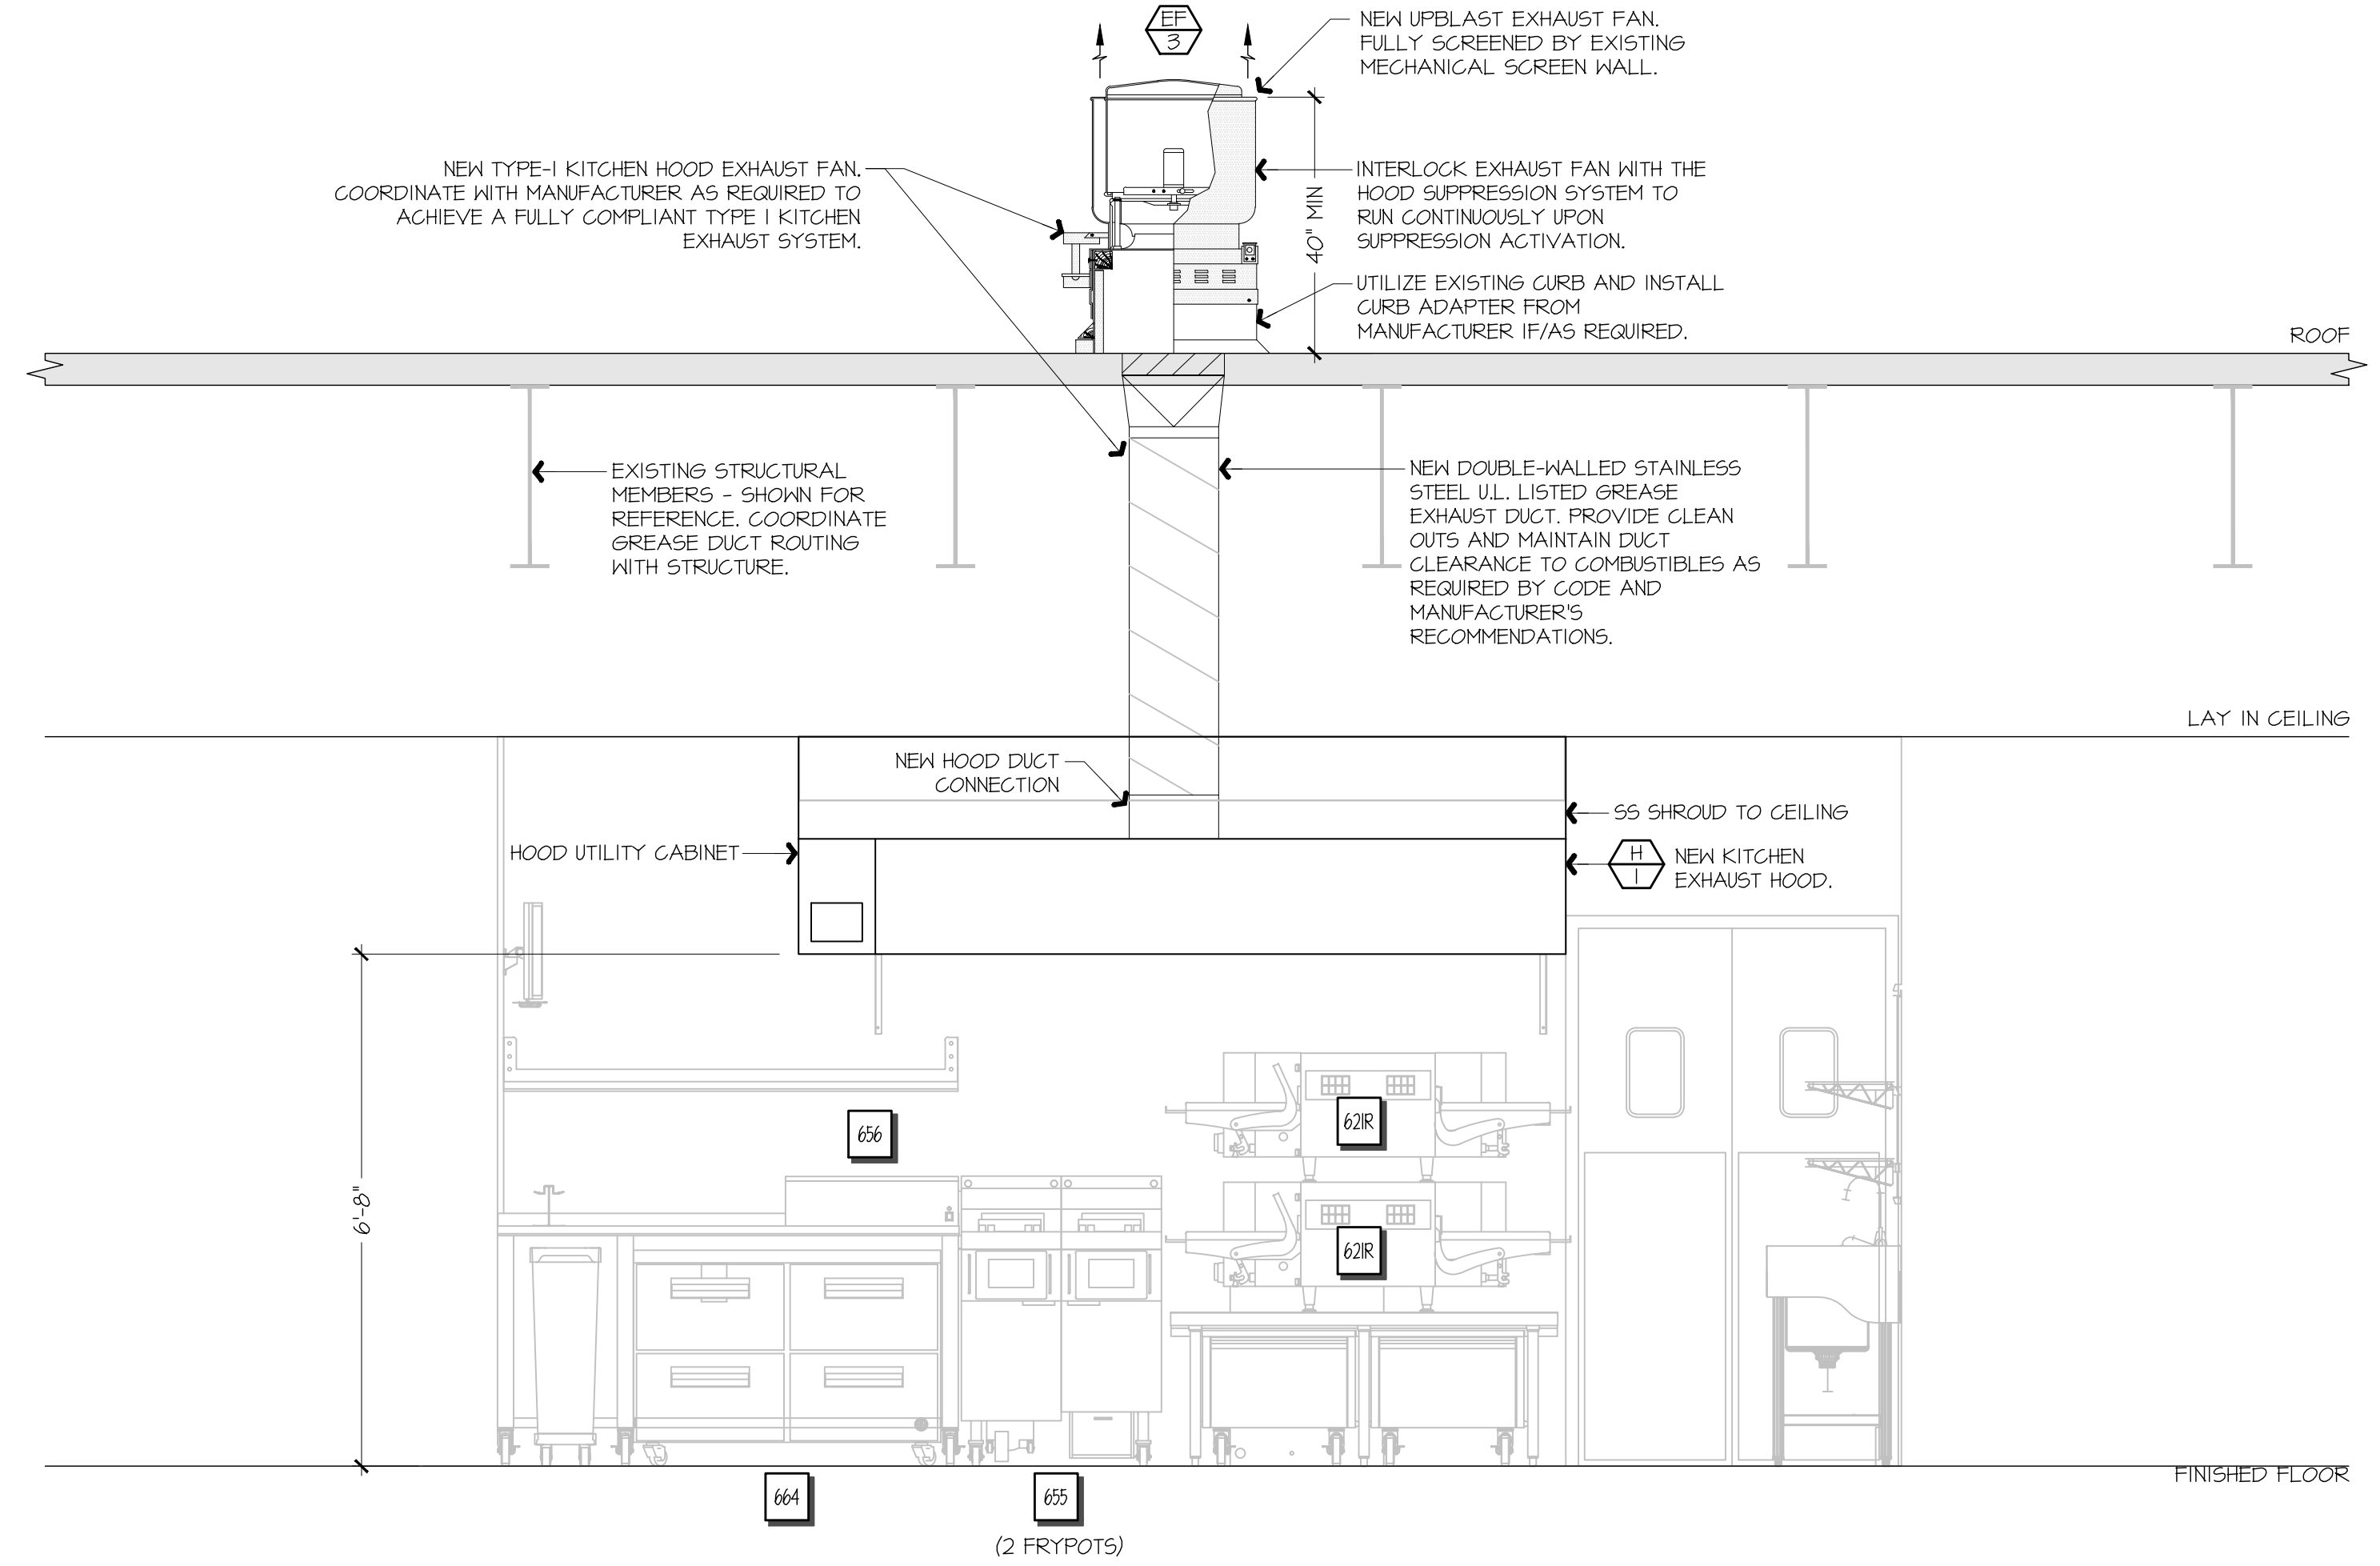 EF
3
NEW UPBLAST EXHAUST FAN.
FULLY SCREENED BY EXISTING
MECHANICAL SCREEN WALL.
NEW TYPE-I KITCHEN HOOD EXHAUST FAN.
COORDINATE WITH MANUFACTURER AS REQUIRED TO
ACHIEVE A FULLY COMPLIANT TYPE I KITCHEN
EXHAUST SYSTEM.
40" MIN
INTERLOCK EXHAUST FAN WITH THE
HOOD SUPPRESSION SYSTEM TO
RUN CONTINUOUSLY UPON
SUPPRESSION ACTIVATION.
UTILIZE EXISTING CURB AND INSTALL
CURB ADAPTER FROM
MANUFACTURER IF/AS REQUIRED.
ROOF
EXISTING STRUCTURAL
MEMBERS - SHOWN FOR
REFERENCE. COORDINATE
GREASE DUCT ROUTING
WITH STRUCTURE.
NEW DOUBLE-WALLED STAINLESS
STEEL U.L. LISTED GREASE
EXHAUST DUCT. PROVIDE CLEAN
OUTS AND MAINTAIN DUCT
CLEARANCE TO COMBUSTIBLES AS
REQUIRED BY CODE AND
MANUFACTURER'S
RECOMMENDATIONS.
LAY IN CEILING
NEW HOOD DUCT
CONNECTION
SS SHROUD TO CEILING
HOOD UTILITY CABINET
H
1
NEW KITCHEN
EXHAUST HOOD.
6'-8"
656
621R
621R
FINISHED FLOOR
664
655
(2 FRYPOTS)